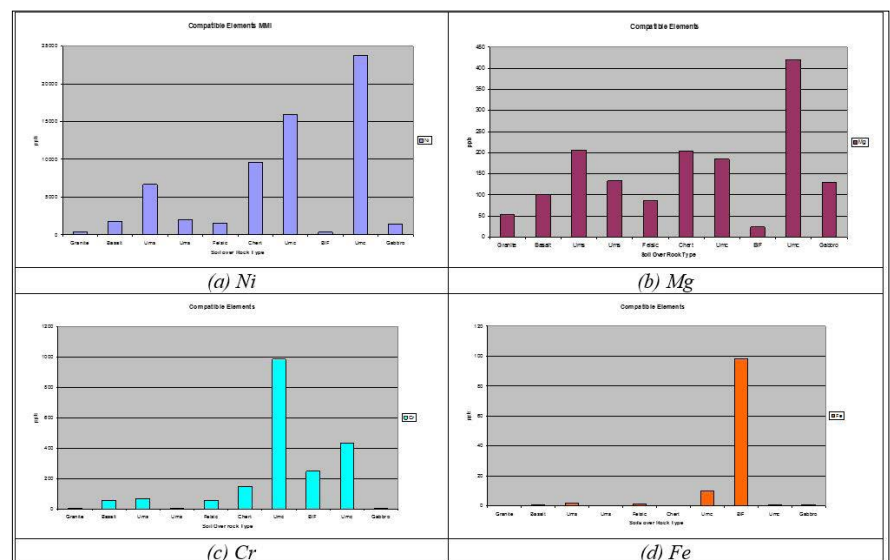 Compatible Elements MMI
25000
20000
15000
10000
5000
0
ppb
Ni
Granite Basalt Ums Ums Felsic Chert Umc BIF Umc Gabbro
Soil over Rock Type
(a) Ni
Compatible Elements
450
400
350
300
250
200
150
100
50
0
ppb
Mg
Granite Basalt Ums Ums Felsic Chert Umc BIF Umc Gabbro
Soil Over Rock Type
(b) Mg
Compatible Elements
1200
1000
800
600
400
200
0
ppb
Cr
Granite Basalt Ums Ums Felsic Chert Umc BIF Umc Gabbro
Soil Over rock Type
(c) Cr
Compatible Elements
120
100
80
60
40
20
0
ppb
Fe
Granite Basalt Ums Ums Felsic Chert Umc BIF Umc Gabbro
Soils over Rock Type
(d) Fe